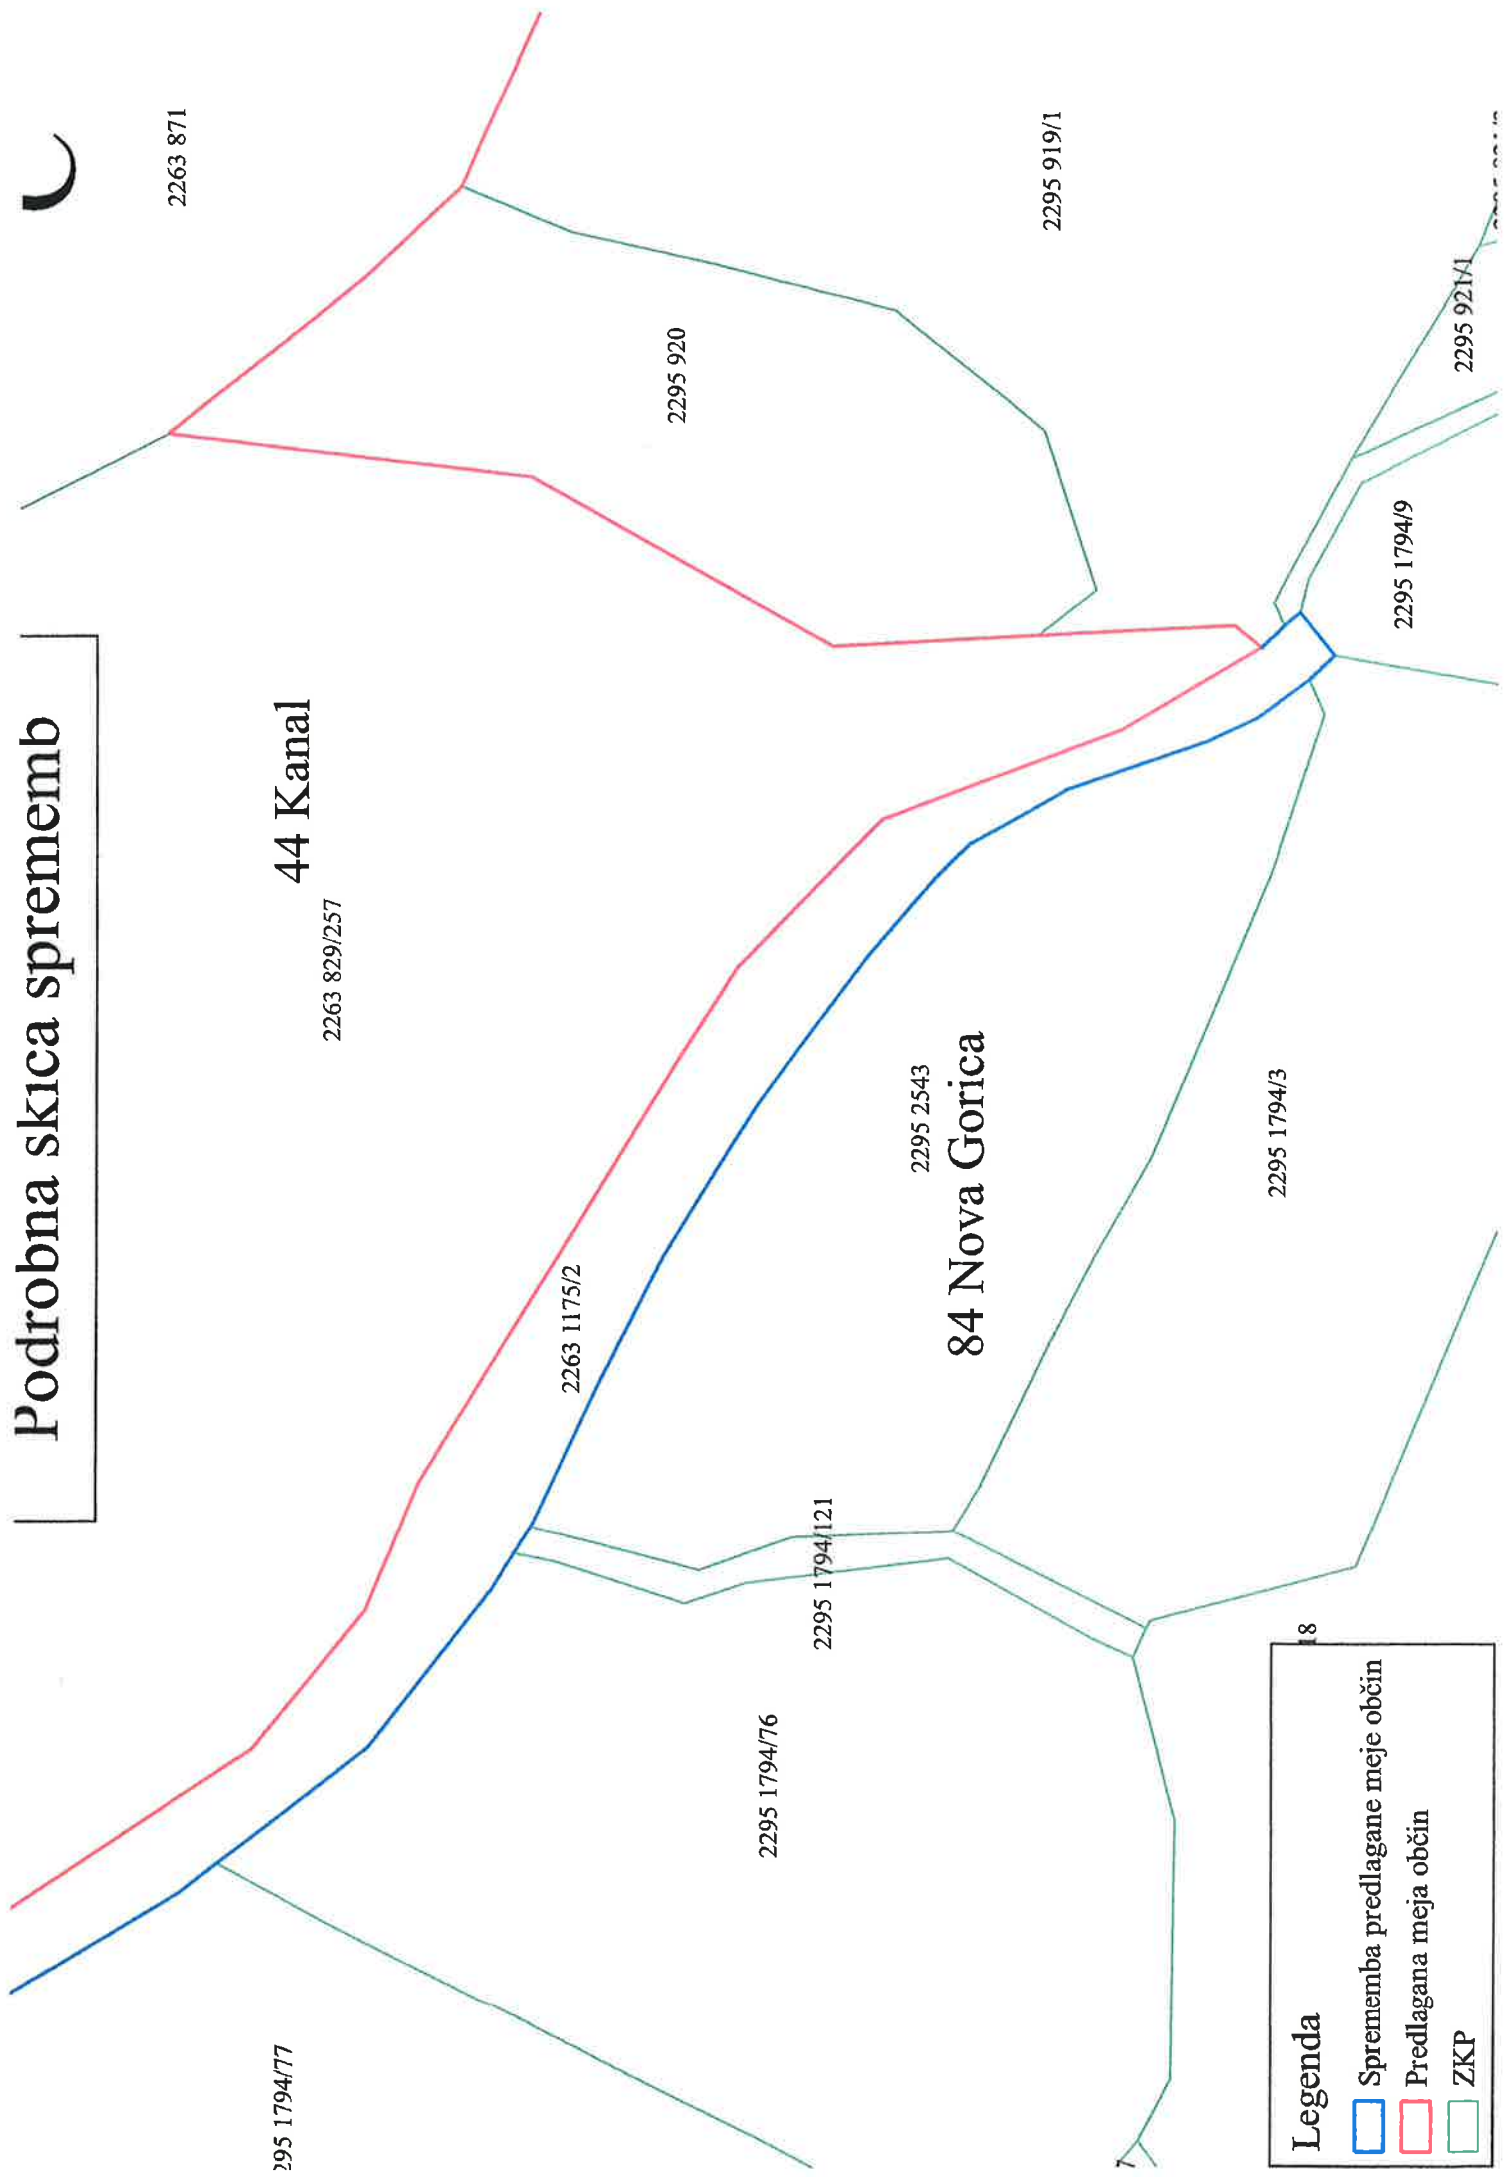 Podrobna skica sprememb
2263 871
44 Kanal
2263 829/257
2295 920
2295 919/1
2263 1175/2
2295 2543
84 Nova Gorica
2295 1794/3
2295 921/1
2295 1794/9
2295 1794/121
2295 1794/76
295 1794/77
18
7
Legenda
Sprememba predlagane meje občin
Predlagana meja občin
ZKP